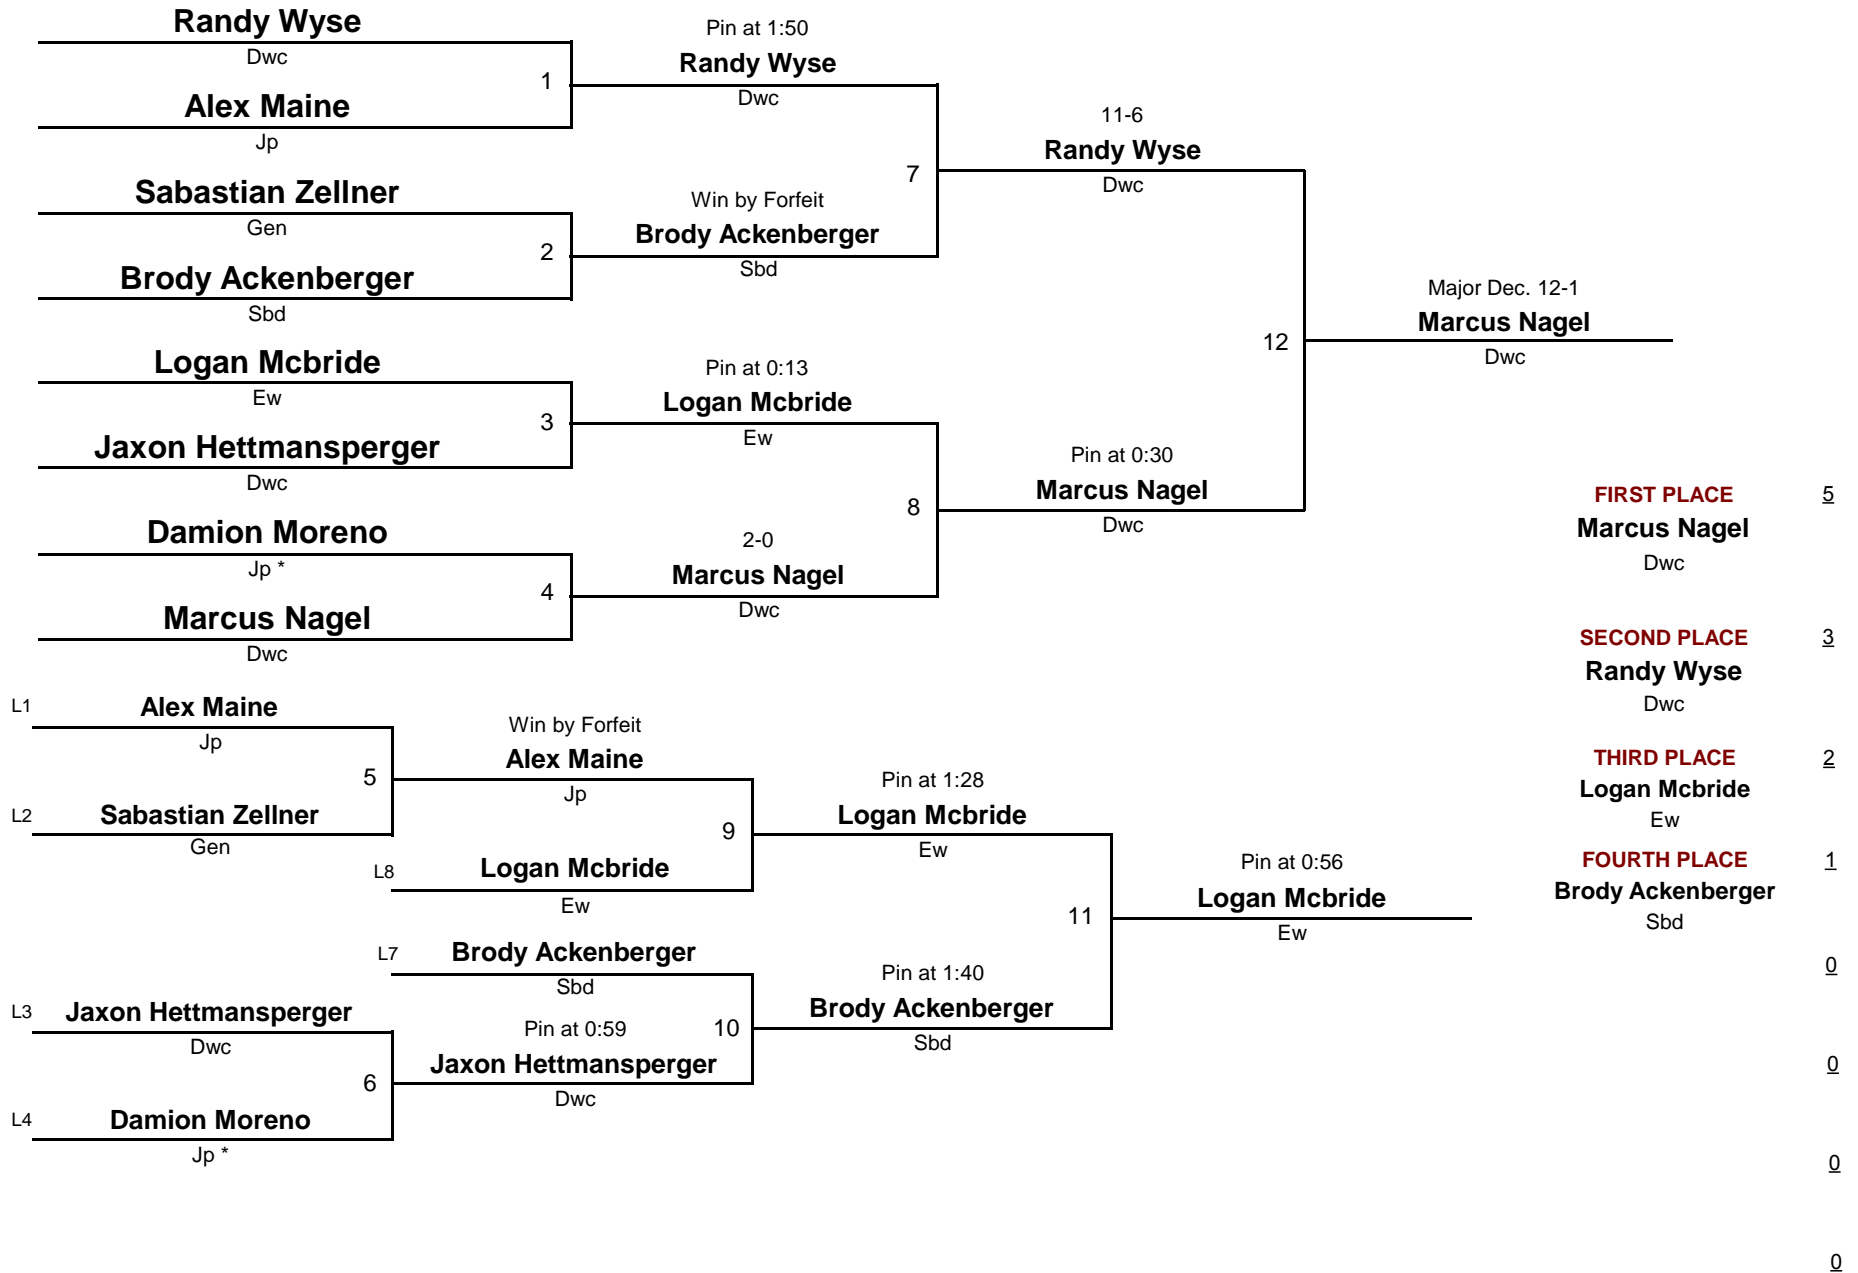 Randy Wyse
Dwc
1
Alex Maine
Jp
Sabastian Zellner
Gen
2
Brody Ackenberger
Sbd
Logan Mcbride
Ew
3
Jaxon Hettmansperger
Dwc
Damion Moreno
Jp *
4
Marcus Nagel
Dwc
Pin at 1:50
Randy Wyse
Dwc
7
Win by Forfeit
Brody Ackenberger
Sbd
Pin at 0:13
Logan Mcbride
Ew
8
2-0
Marcus Nagel
Dwc
11-6
Randy Wyse
Dwc
12
Pin at 0:30
Marcus Nagel
Dwc
Major Dec. 12-1
Marcus Nagel
Dwc
L1 Alex Maine
Jp
5
L2 Sabastian Zellner
Gen
L3 Jaxon Hettmansperger
Dwc
6
L4 Damion Moreno
Jp *
Win by Forfeit
Alex Maine
Jp
9
L8 Logan Mcbride
Ew
L7 Brody Ackenberger
Sbd
Pin at 0:59 10
Jaxon Hettmansperger
Dwc
Pin at 1:28
Logan Mcbride
Ew
11
Pin at 1:40
Brody Ackenberger
Sbd
Pin at 0:56
Logan Mcbride
Ew
FIRST PLACE 5
Marcus Nagel
Dwc
SECOND PLACE 3
Randy Wyse
Dwc
THIRD PLACE 2
Logan Mcbride
Ew
FOURTH PLACE 1
Brody Ackenberger
Sbd
0
0
0
0